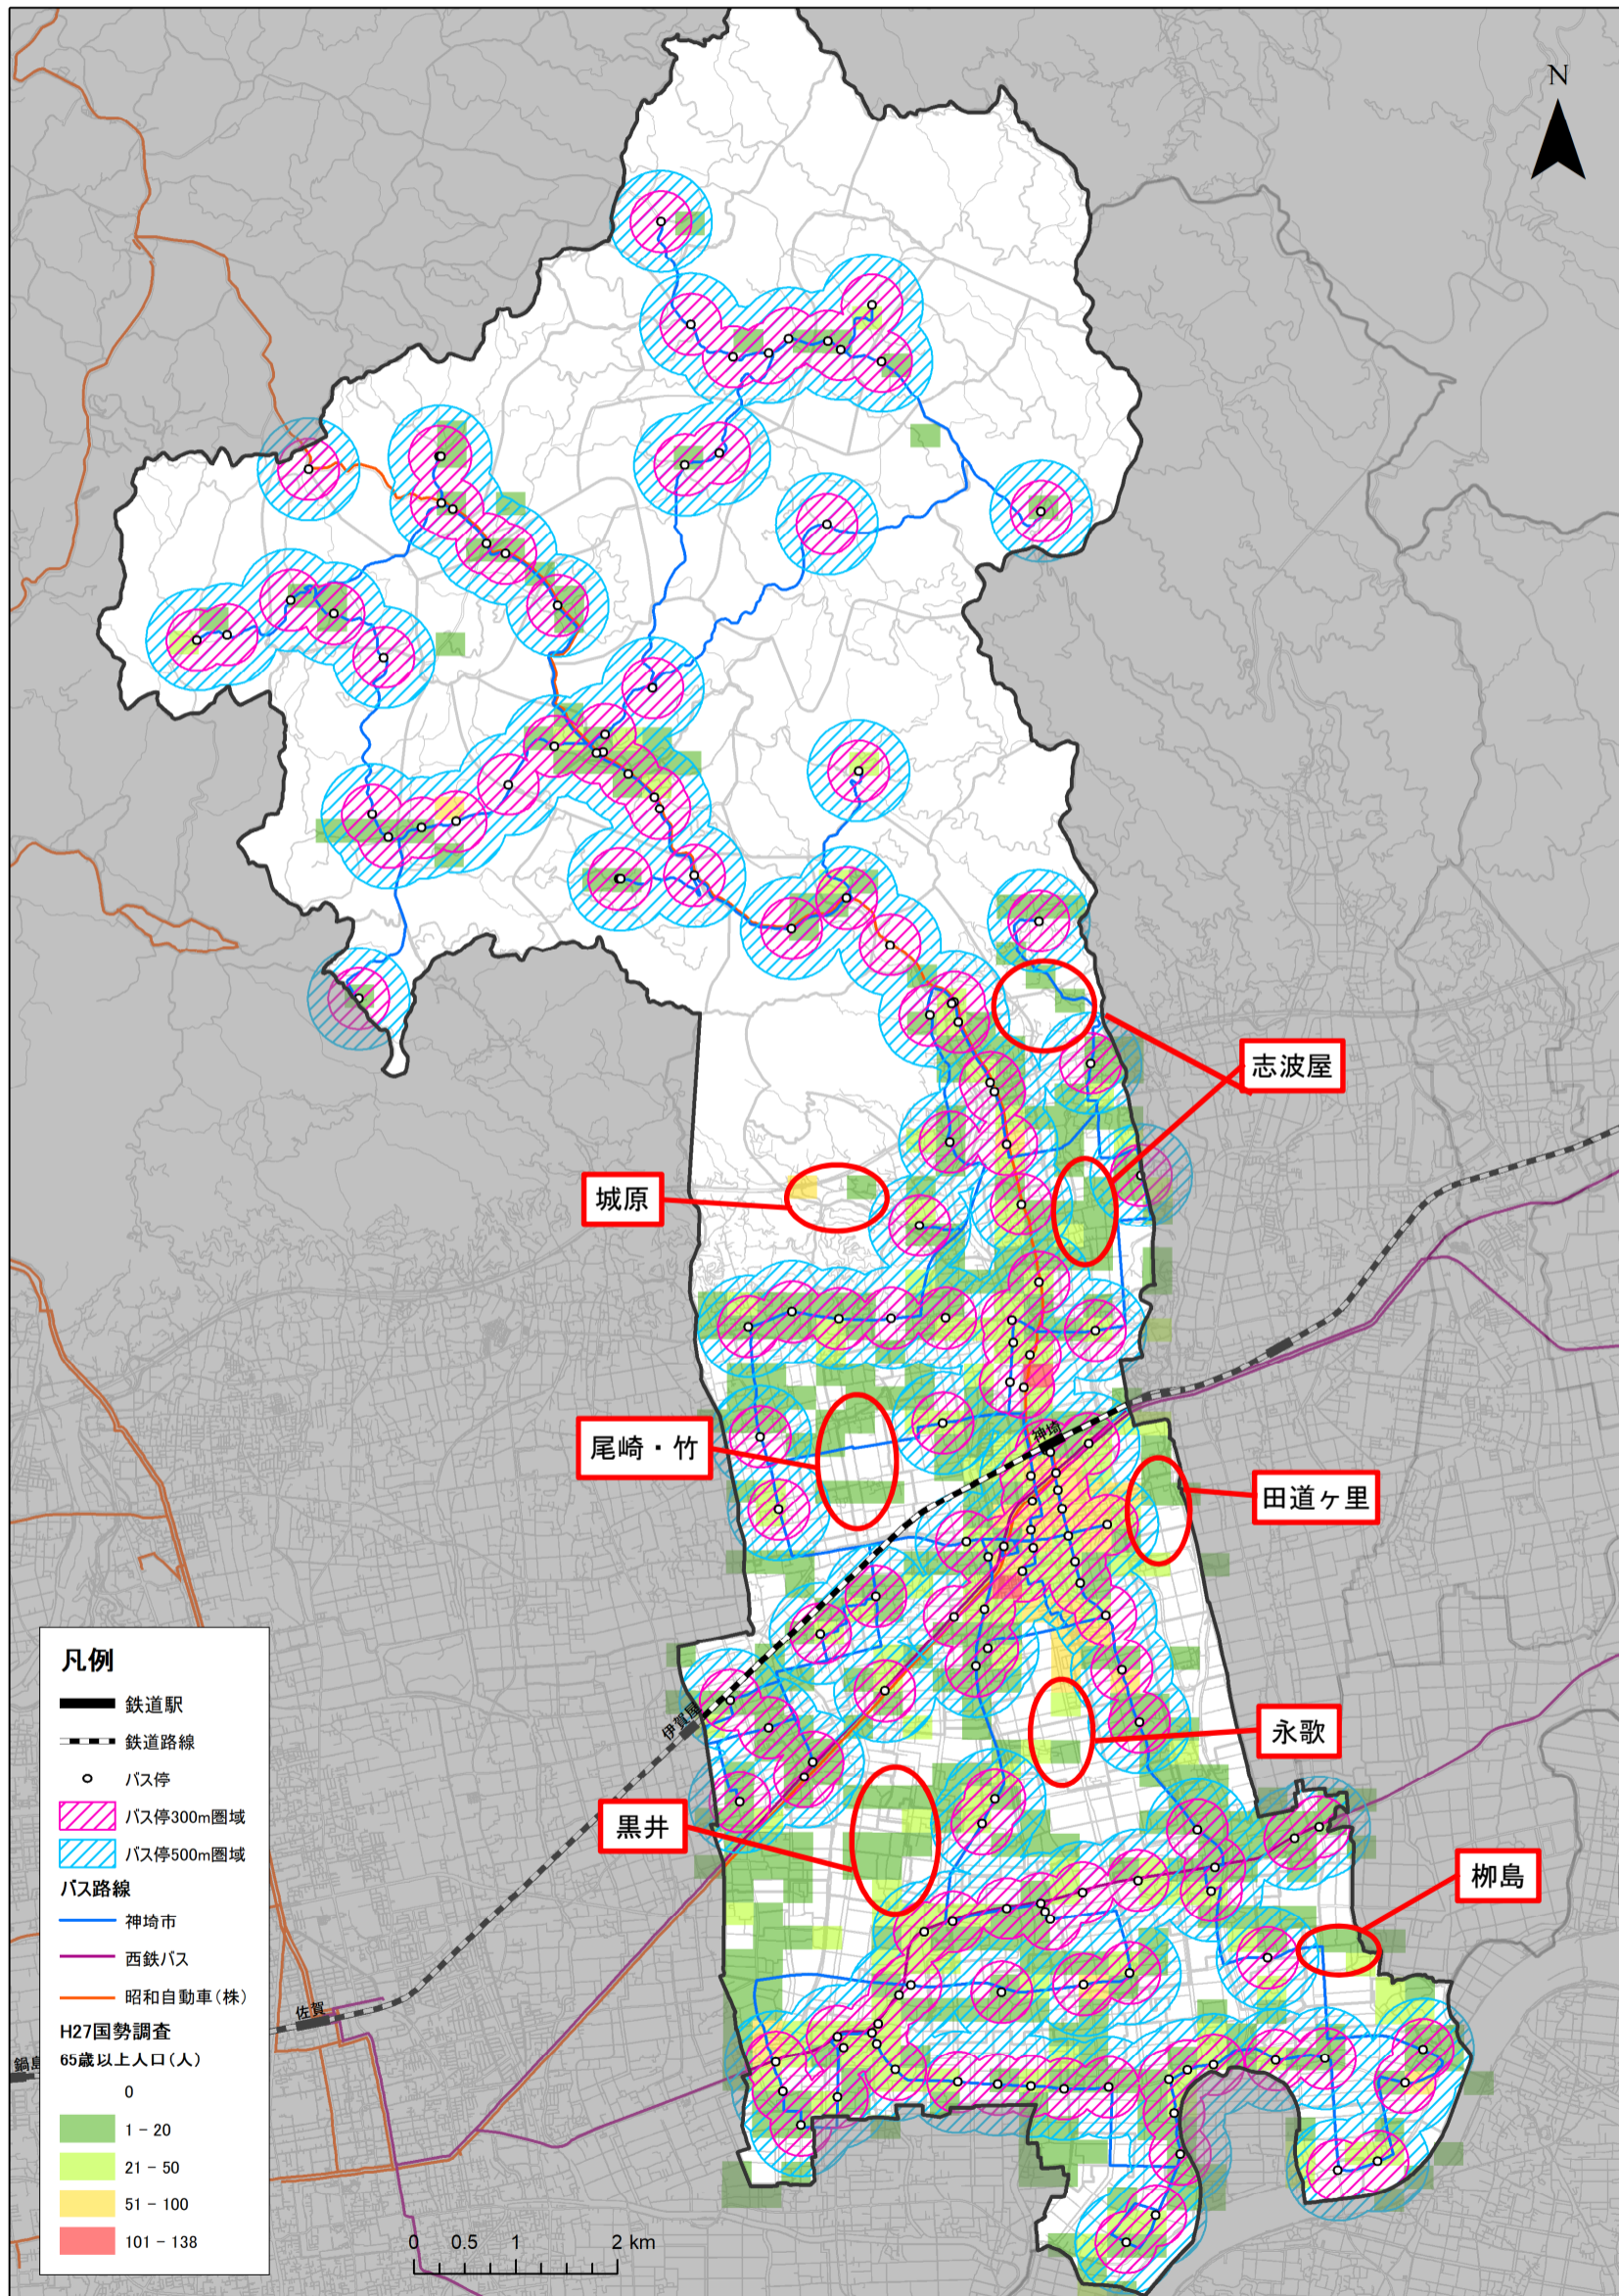 N
志波屋
城原
神埼
尾崎・竹
田道ヶ里
伊賀屋
永歌
黒井
栁島
佐賀
凡例
鉄道駅
鉄道路線
バス停
バス停300m圏域
バス停500m圏域
バス路線
神埼市
西鉄バス
昭和自動車(株)
H27国勢調査
65歳以上人口(人)
0
1 - 20
21 - 50
51 - 100
101 - 138
0 0.5 1 2 km